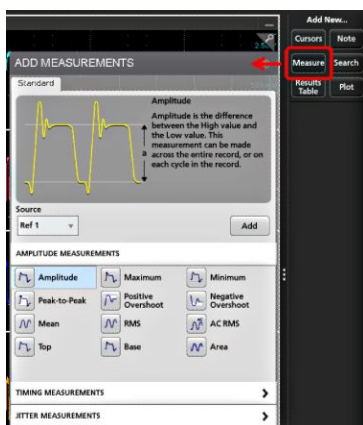 Add New...
Cursors Note
ADD MEASUREMENTS
Measure Search
Results Table Plot
Standard
Amplitude
Amplitude is the difference
between the High value and
the Low value. This
measurement can be made
across the entire record, or on
each cycle in the record.
a
Source
Ref 1
Add
AMPLITUDE MEASUREMENTS
Amplitude Maximum Minimum
Peak-to-Peak Positive Overshoot Negative Overshoot
Mean RMS AC RMS
Top Base Area
TIMING MEASUREMENTS
JITTER MEASUREMENTS